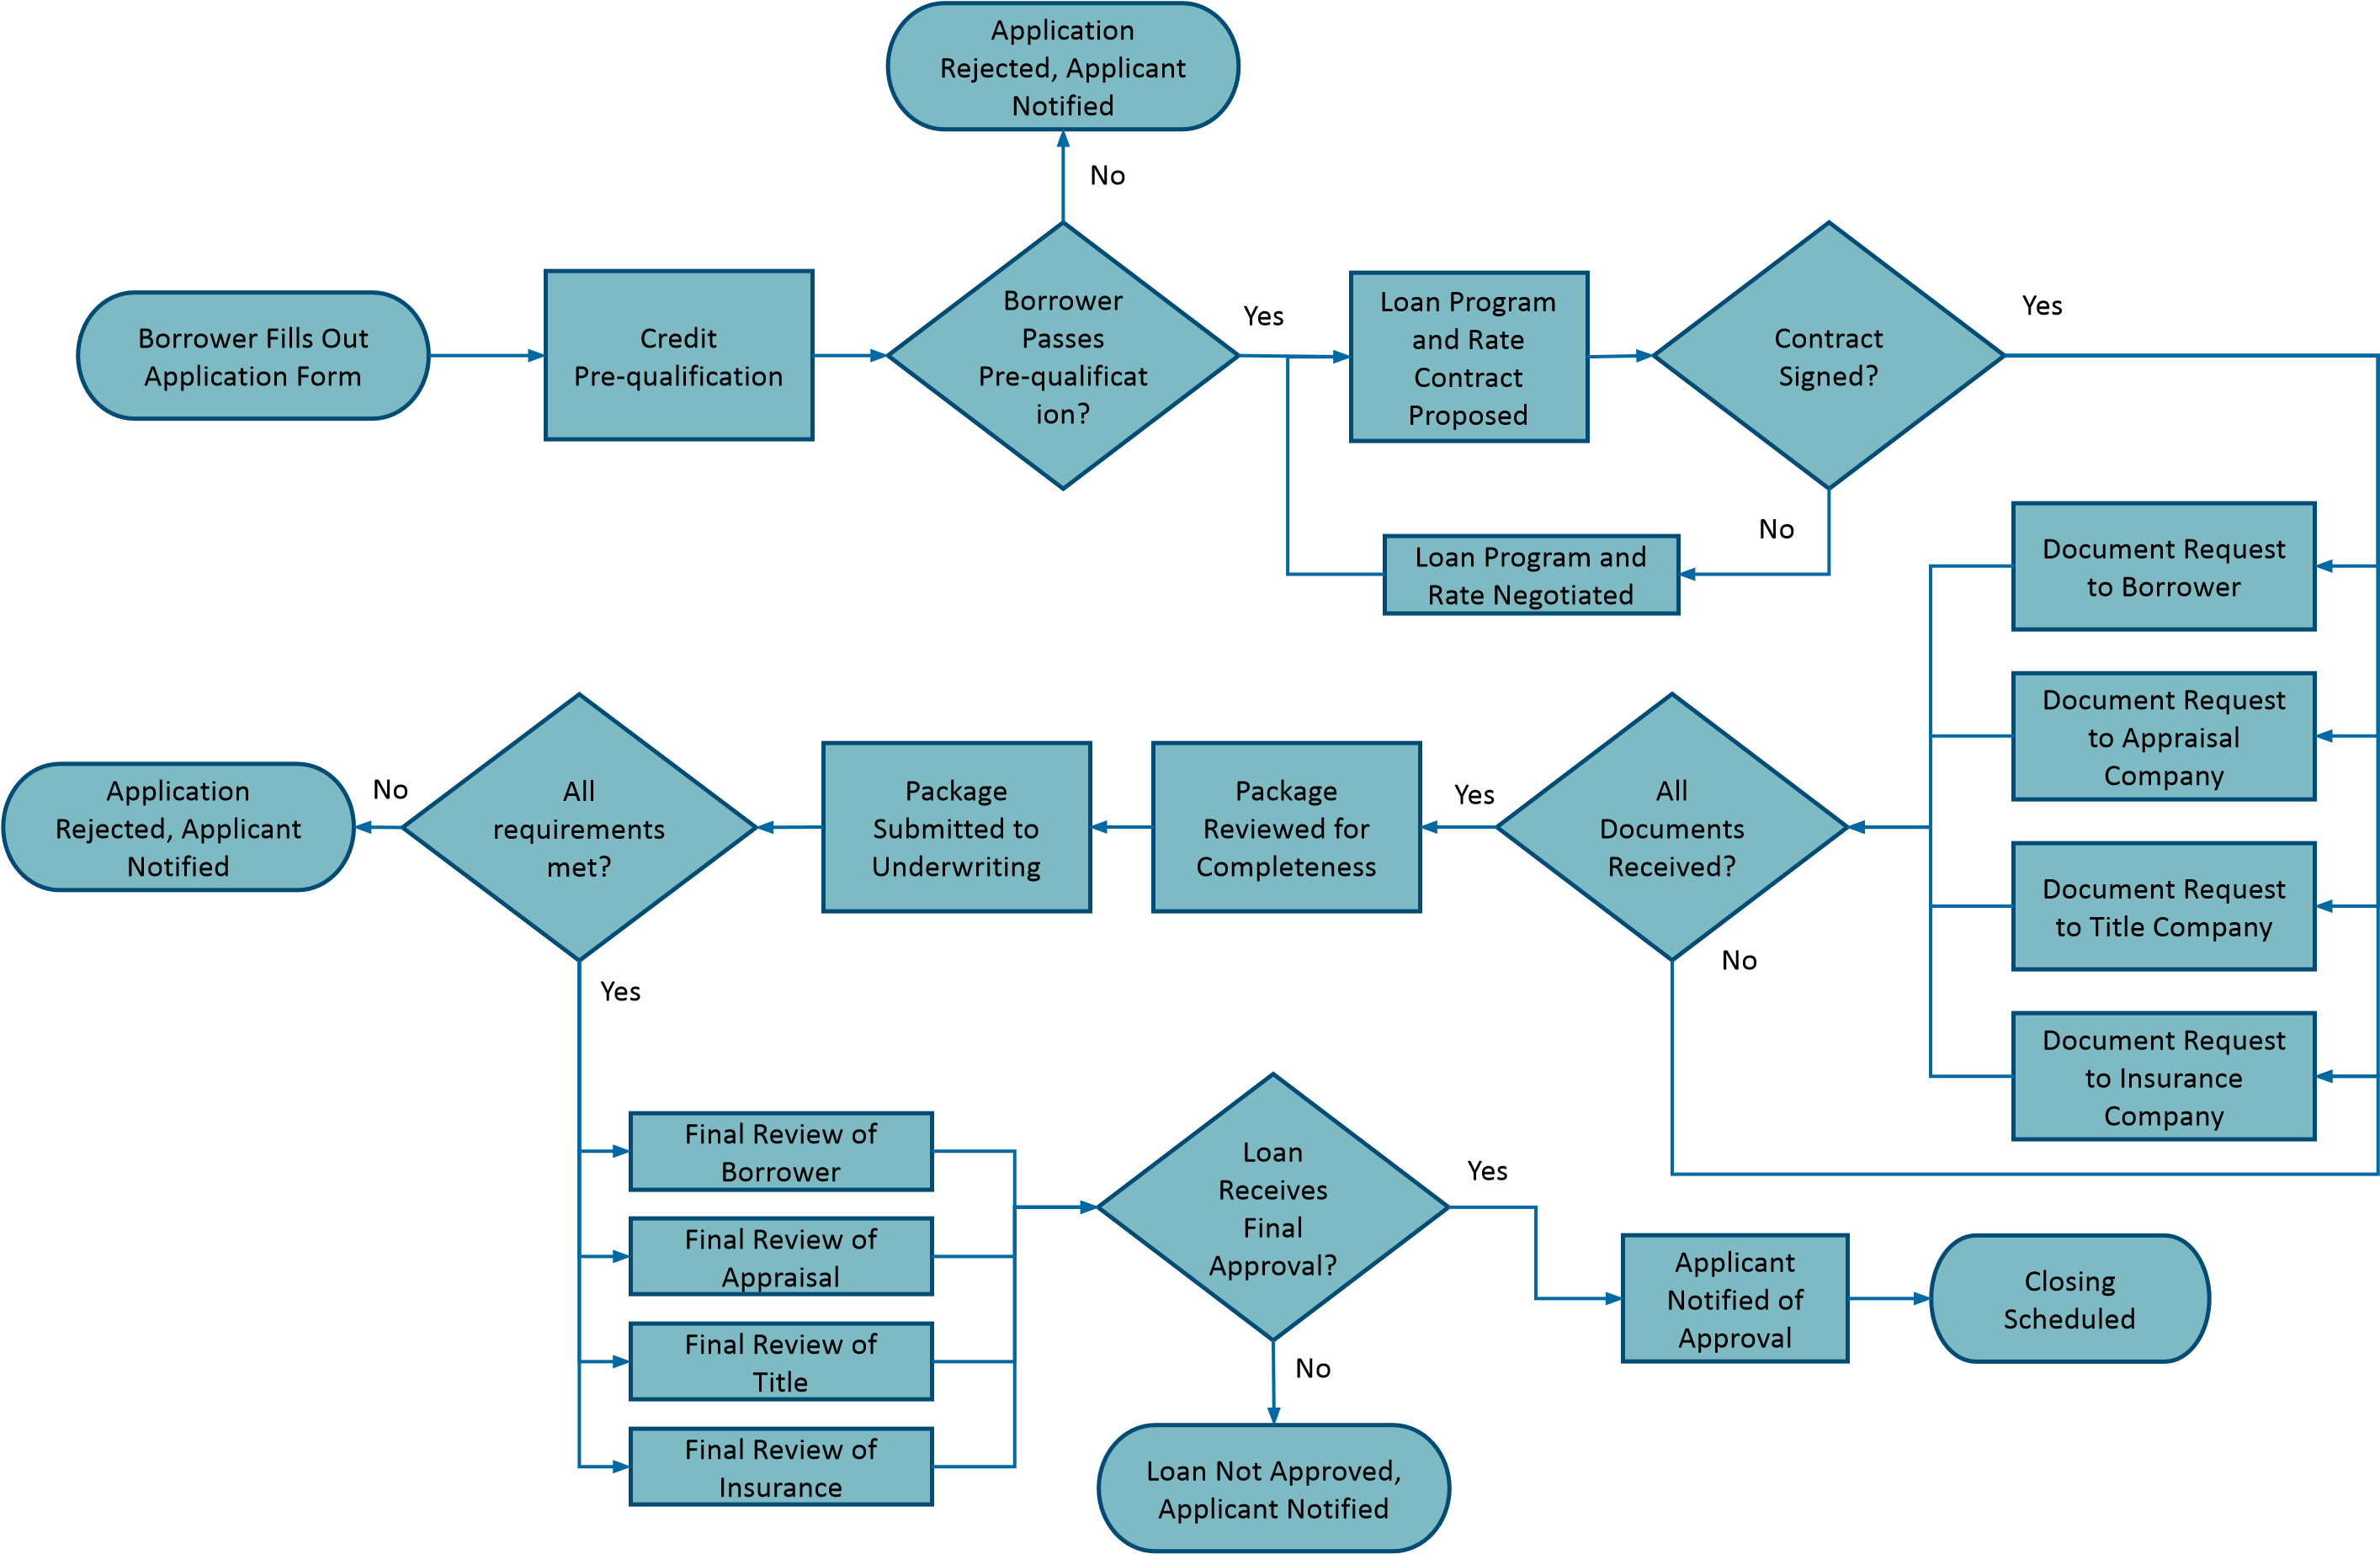 Application
Rejected, Applicant
Notified
No
Borrower Fills Out
Application Form
Credit
Pre-qualification
Borrower
Passes
Pre-qualificat
ion?
Yes
Loan Program
and Rate
Contract
Proposed
Contract
Signed?
Yes
No
Loan Program and
Rate Negotiated
Document Request
to Borrower
Document Request
to Appraisal
Company
Document Request
to Title Company
Document Request
to Insurance
Company
All
Documents
Received?
No
Yes
Package
Reviewed for
Completeness
Package
Submitted to
Underwriting
All
requirements
met?
No
Application
Rejected, Applicant
Notified
Yes
Final Review of
Borrower
Final Review of
Appraisal
Final Review of
Title
Final Review of
Insurance
Loan
Receives
Final
Approval?
Yes
Applicant
Notified of
Approval
Closing
Scheduled
No
Loan Not Approved,
Applicant Notified